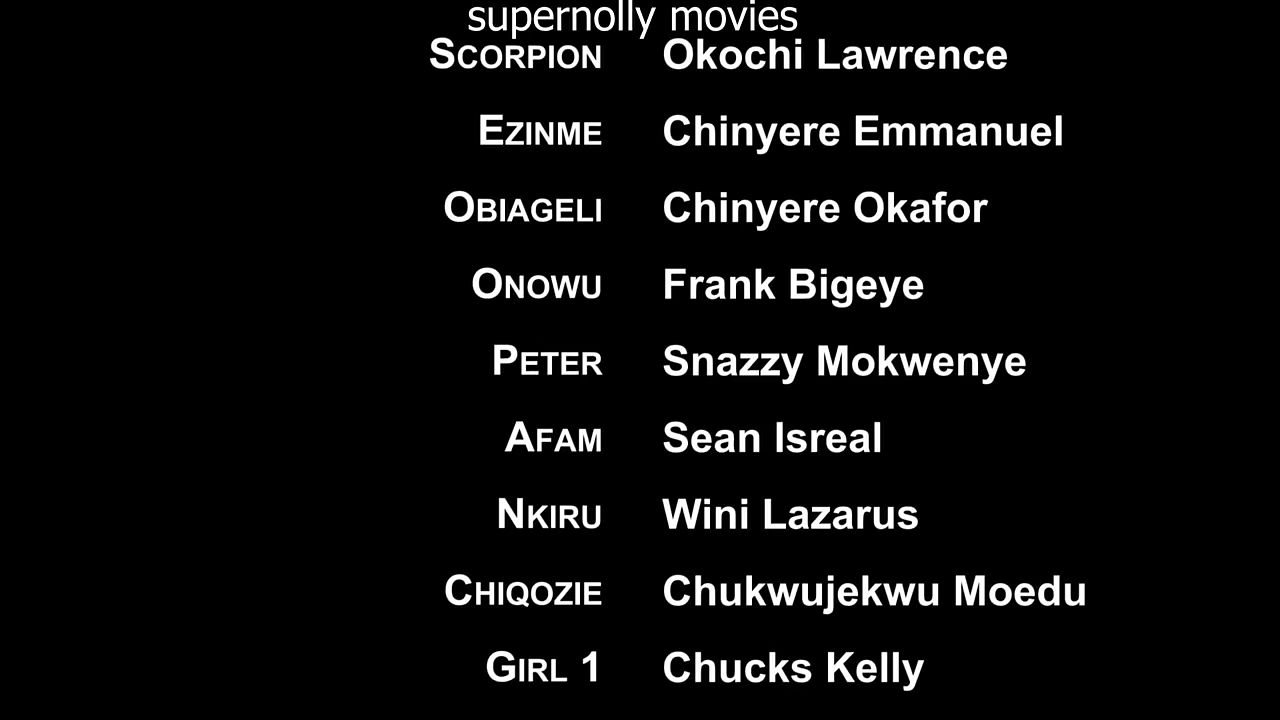 supernolly movies
SCORPION Okochi Lawrence
EZINME Chinyere Emmanuel
OBIAGELI Chinyere Okafor
ONOWU Frank Bigeye
PETER Snazzy Mokwenye
AFAM Sean Isreal
NKIRU Wini Lazarus
CHIQOZIE Chukwujekwu Moedu
GIRL 1 Chucks Kelly